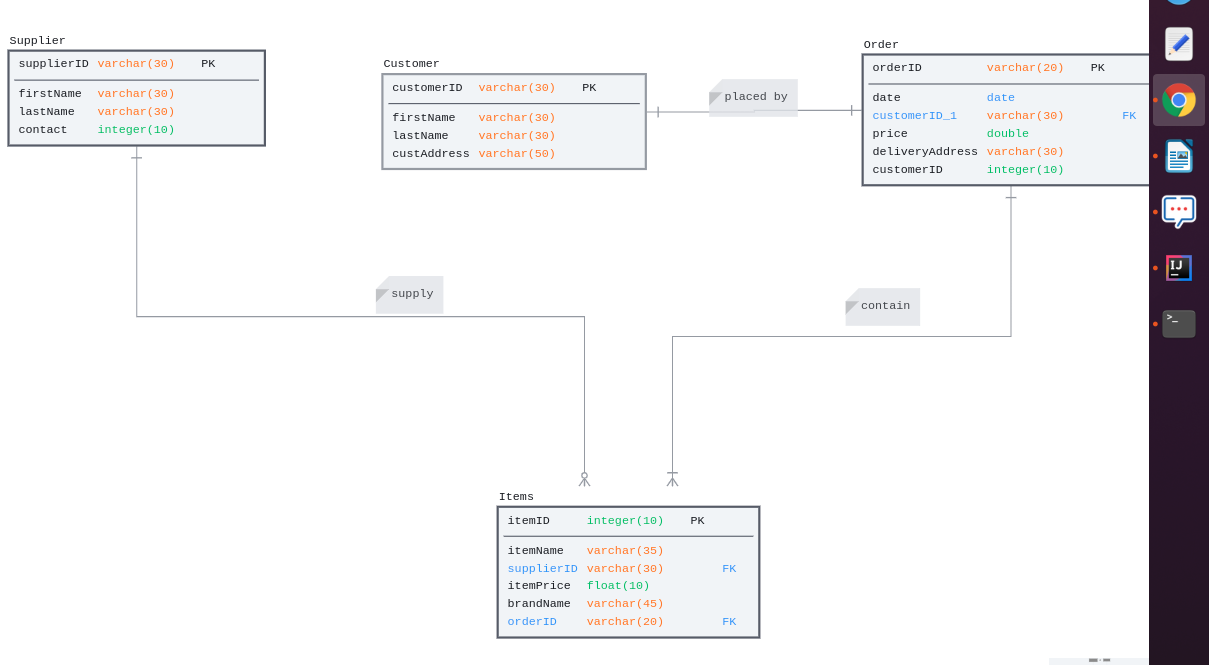 Supplier
supplierID varchar(30) PK
firstName varchar(30)
lastName varchar(30)
contact integer(10)
Customer
customerID varchar(30) PK
firstName varchar(30)
lastName varchar(30)
custAddress varchar(50)
placed by
Order
orderID varchar(20) PK
date date
customerID_1 varchar(30) FK
price double
deliveryAddress varchar(30)
customerID integer(10)
supply
contain
Items
itemID integer(10) PK
itemName varchar(35)
supplierID varchar(30) FK
itemPrice float(10)
brandName varchar(45)
orderID varchar(20) FK
IJ
>_